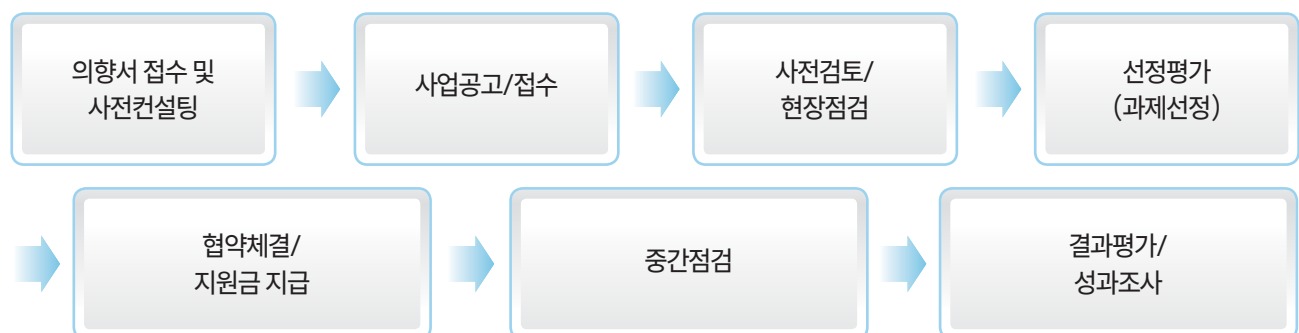 의향서 접수 및
사전컨설팅
사업공고/접수
사전검토/
현장점검
선정평가
(과제선정)
협약체결/
지원금 지급
중간점검
결과평가/
성과조사